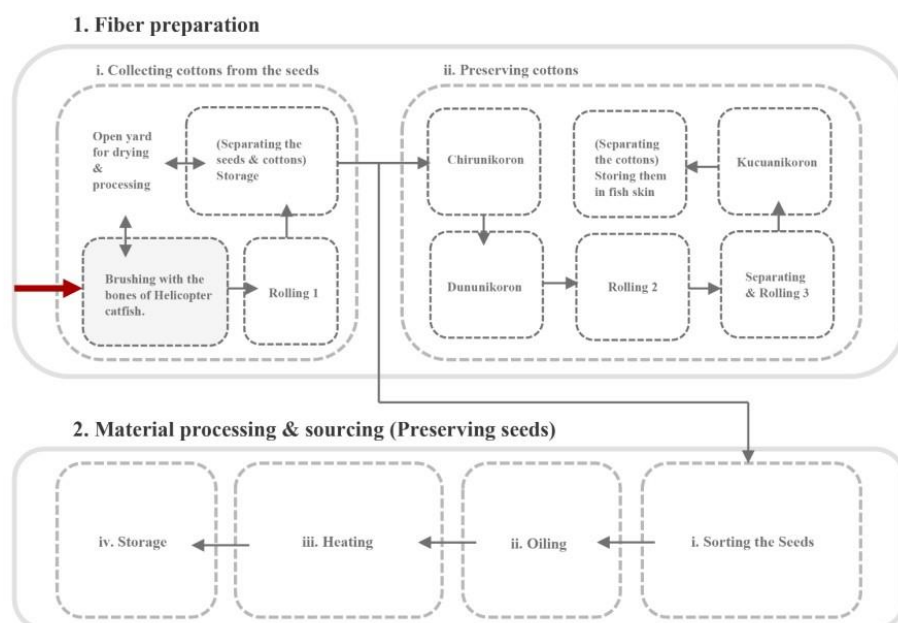 1. Fiber preparation
i. Collecting cottons from the seeds
Open yard
for drying
&
processing
(Separating the
seeds & cottons)
Storage
Brushing with the
bones of Helicopter
catfish.
Rolling 1
ii. Preserving cottons
Chirunikoron
(Separating
the cottons)
Storing them
in fish skin
Kucuanikoron
Dununikoron
Rolling 2
Separating
& Rolling 3
2. Material processing & sourcing (Preserving seeds)
iv. Storage
iii. Heating
ii. Oiling
i. Sorting the Seeds